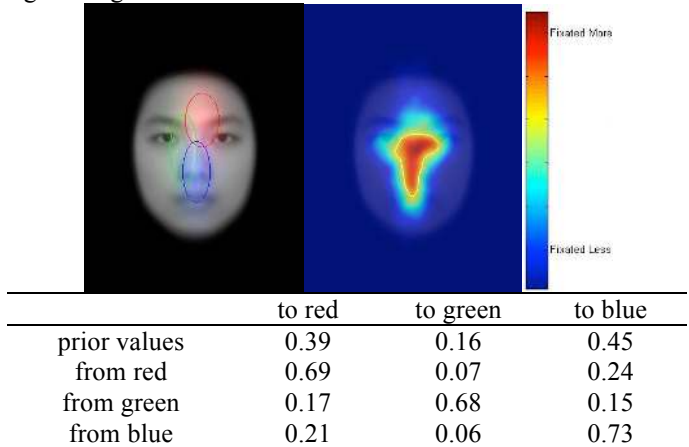 Fixated More
Fixated Less
to red to green to blue
prior values 0.39 0.16 0.45
from red 0.69 0.07 0.24
from green 0.17 0.68 0.15
from blue 0.21 0.06 0.73